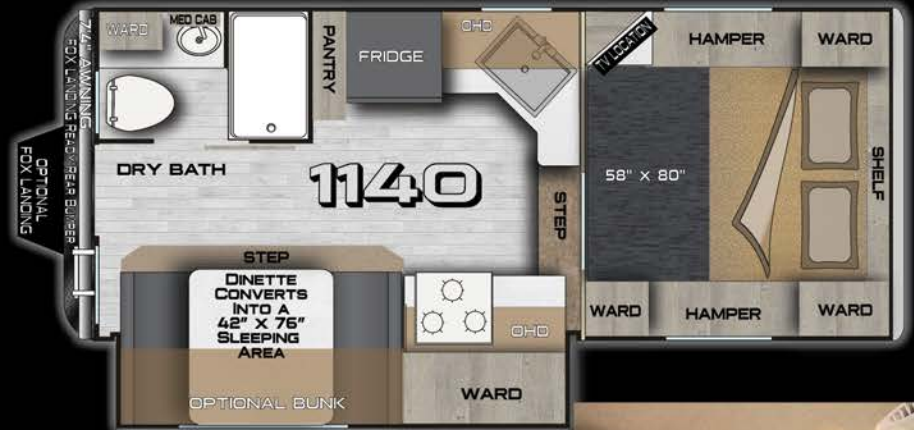 7'4" AWNING
FOX LANDING READY REAR BUMPER
OPTIONAL
FOX LANDING
WARD
MED CAB
DRY BATH
PANTRY
FRIDGE
OHD
1140
STEP
STEP
DINETTE
CONVERTS
INTO A
42" X 76"
SLEEPING
AREA
OPTIONAL BUNK
OHD
WARD
TV LOCATION
HAMPER
WARD
58" X 80"
SHELF
WARD
HAMPER
WARD